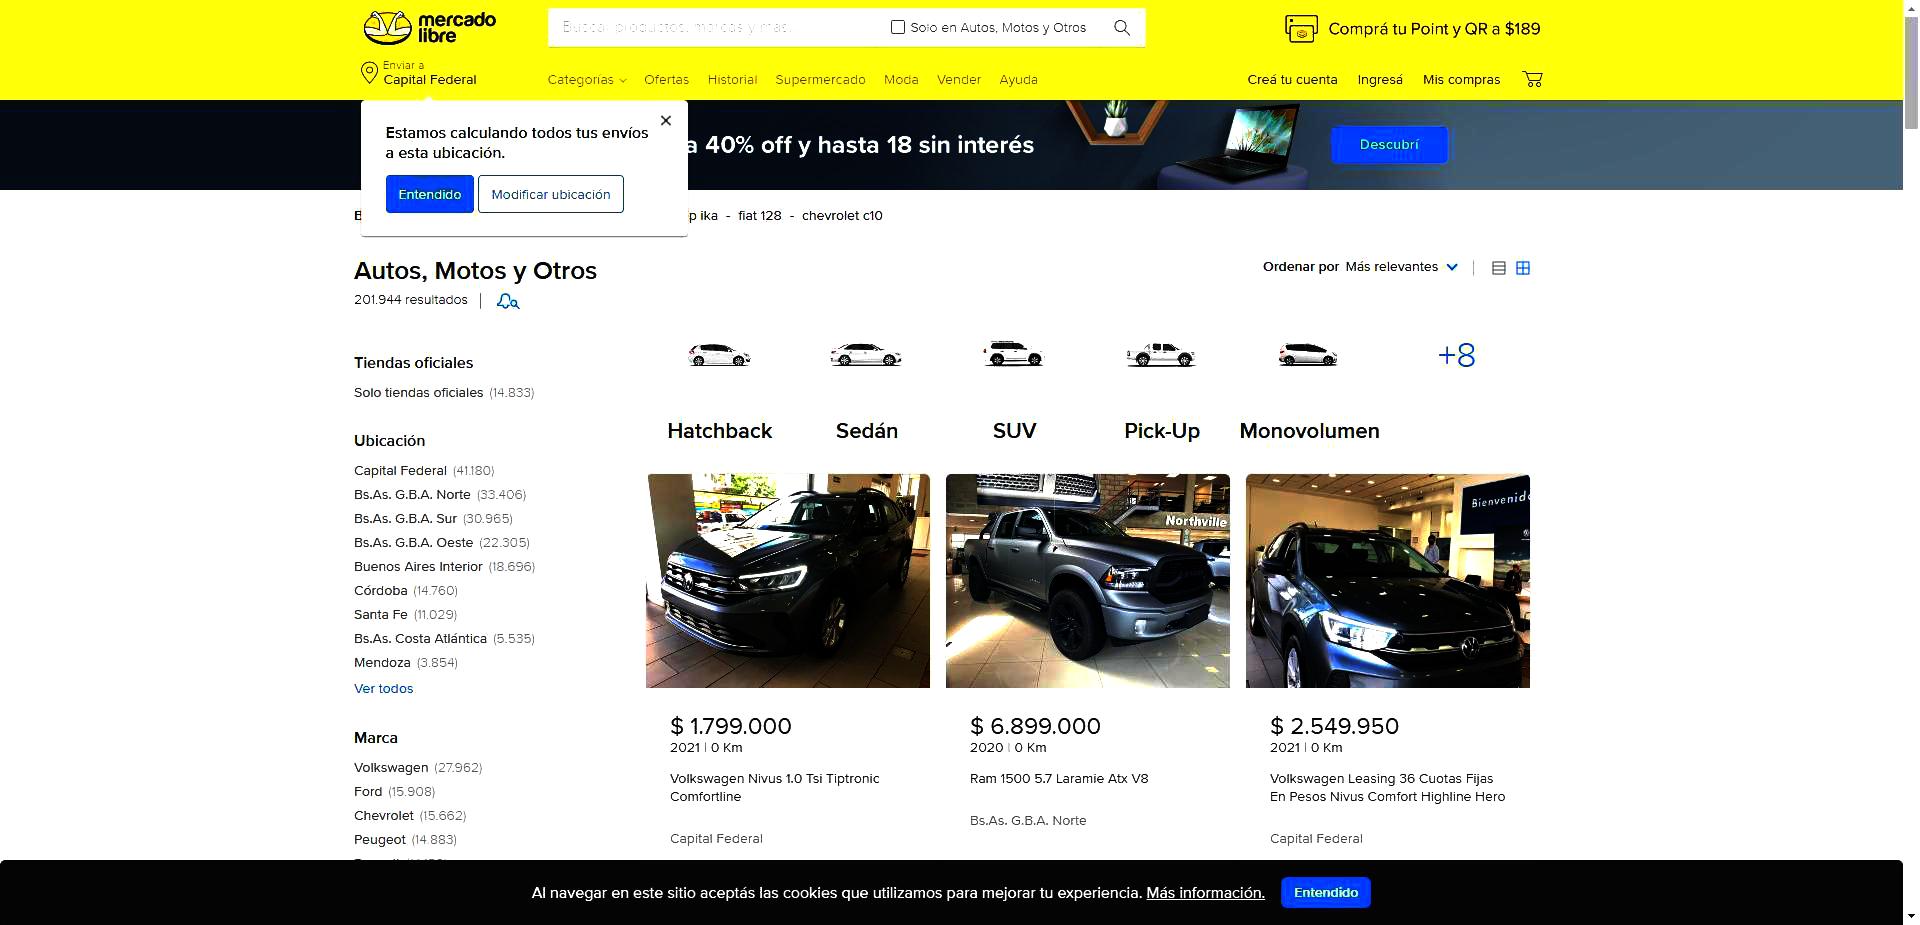 mercado
libre
Buscar productos, marcas y más...
Solo en Autos, Motos y Otros
Comprá tu Point y QR a $189
Enviar a
Capital Federal
Categorías Ofertas Historial Supermercado Moda Vender Ayuda
Creá tu cuenta Ingresá Mis compras
Estamos calculando todos tus envíos
a esta ubicación.
Entendido Modificar ubicación
a 40% off y hasta 18 sin interés
Descubrí
ika - fiat 128 - chevrolet c10
Autos, Motos y Otros
201.944 resultados
Ordenar por Más relevantes
+8
Hatchback Sedán SUV Pick-Up Monovolumen
Tiendas oficiales
Solo tiendas oficiales (14.833)
Ubicación
Capital Federal (41.180)
Bs.As. G.B.A. Norte (33.406)
Bs.As. G.B.A. Sur (30.965)
Bs.As. G.B.A. Oeste (22.305)
Buenos Aires Interior (18.696)
Córdoba (14.760)
Santa Fe (11.029)
Bs.As. Costa Atlántica (5.535)
Mendoza (3.854)
Ver todos
Marca
Volkswagen (27.962)
Ford (15.908)
Chevrolet (15.662)
Peugeot (14.883)
Northville
Bienvenido
$ 1.799.000
2021 | 0 Km
Volkswagen Nivus 1.0 Tsi Tiptronic
Comfortline
Capital Federal
$ 6.899.000
2020 | 0 Km
Ram 1500 5.7 Laramie Atx V8
Bs.As. G.B.A. Norte
$ 2.549.950
2021 | 0 Km
Volkswagen Leasing 36 Cuotas Fijas
En Pesos Nivus Comfort Highline Hero
Capital Federal
Al navegar en este sitio aceptás las cookies que utilizamos para mejorar tu experiencia. Más información.
Entendido